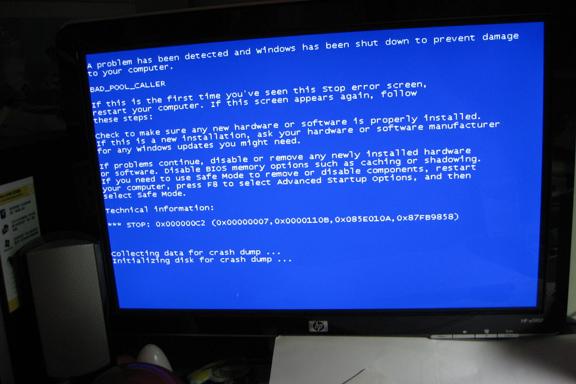 A problem has been detected and windows has been shut down to prevent damage
to your computer.
BAD_POOL_CALLER
If this is the first time you've seen this Stop error screen,
restart your computer. If this screen appears again, follow
these steps:
Check to make sure any new hardware or software is properly installed.
If this is a new installation, ask your hardware or software manufacturer
for any windows updates you might need.
If problems continue, disable or remove any newly installed hardware
or software. Disable BIOS memory options such as caching or shadowing.
If you need to use Safe Mode to remove or disable components, restart
your computer, press F8 to select Advanced Startup Options, and then
select Safe Mode.
Technical information:
*** STOP: 0x000000C2 (0x00000007,0x0000110B,0x085E010A,0x87FB9858)
Collecting data for crash dump ...
Initializing disk for crash dump ...
hp